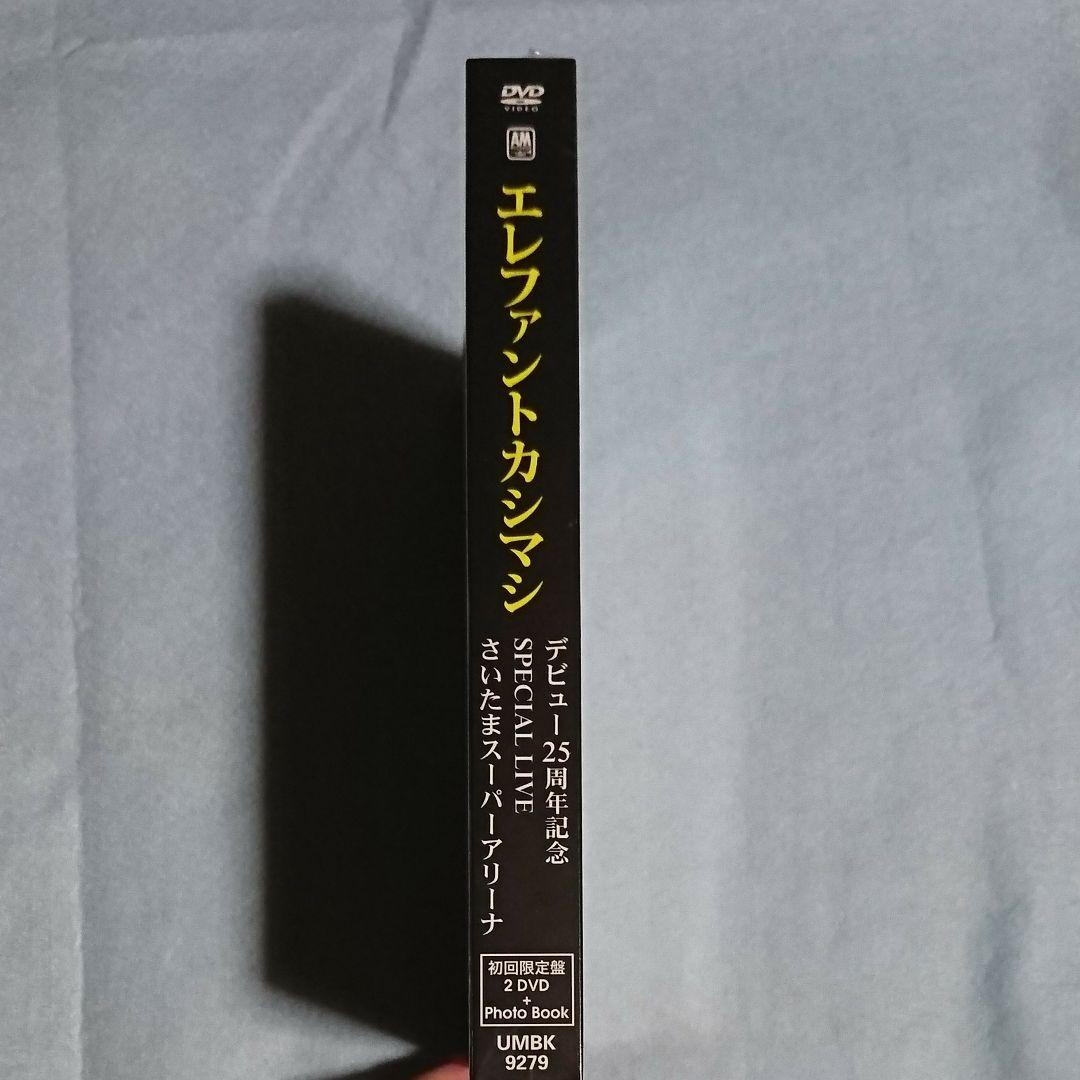 DVD
VIDEO
AM
エレファントカシマシ
デビュー25周年記念
SPECIAL LIVE
さいたまスーパーアリーナ
初回限定盤
2 DVD
+
Photo Book
UMBK
9279